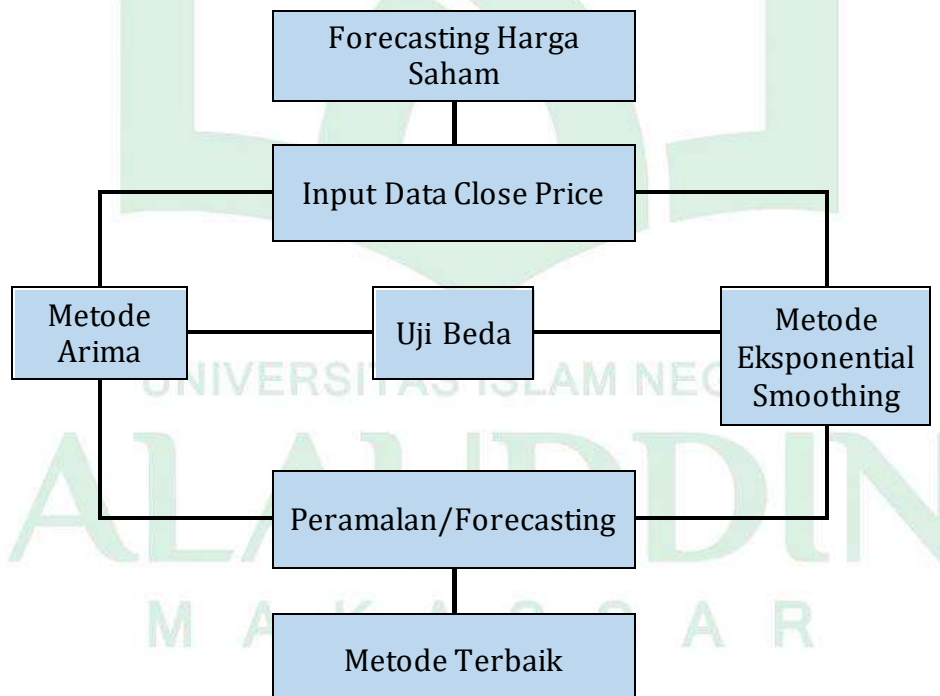 Forecasting Harga
Saham
Input Data Close Price
Metode
Arima
Uji Beda
Metode
Eksponential
Smoothing
UNIVERSITAS ISLAM NEG
Peramalan/Forecasting
ALAUDDIN
MAKASSAR
Metode Terbaik